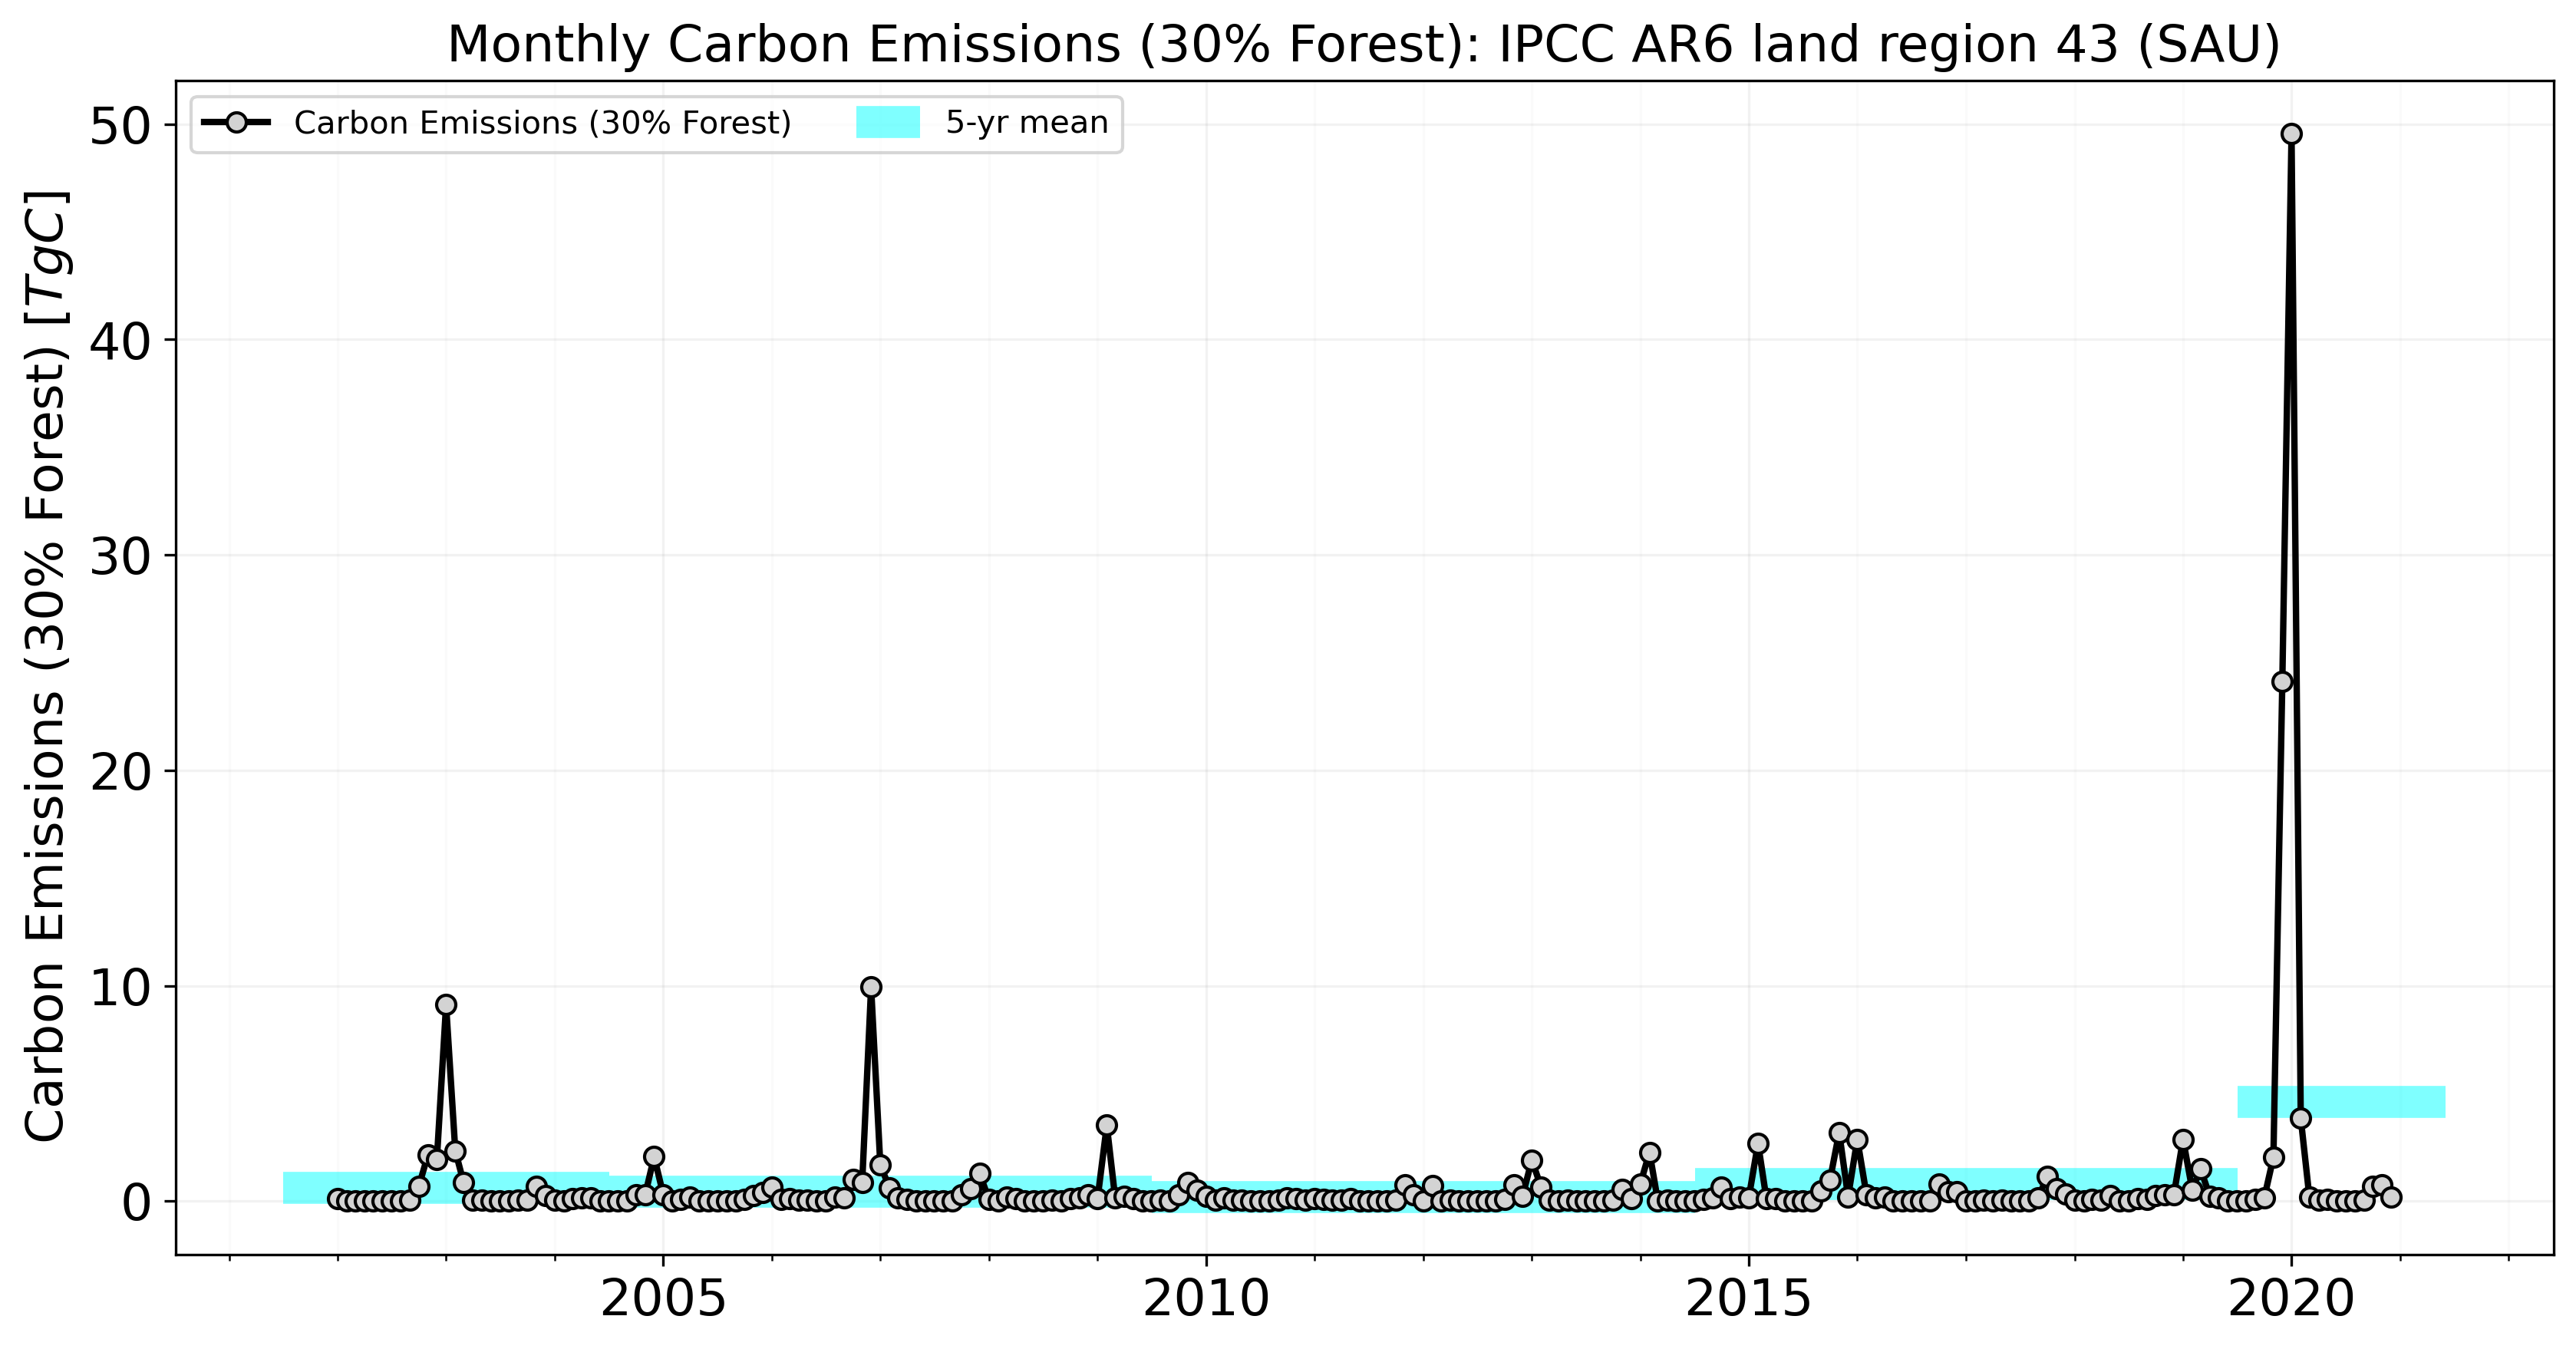 Monthly Carbon Emissions (30% Forest): IPCC AR6 land region 43 (SAU)
Carbon Emissions (30% Forest)
5-yr mean
Carbon Emissions (30% Forest) [TgC]
50
40
30
20
10
0
2005
2010
2015
2020